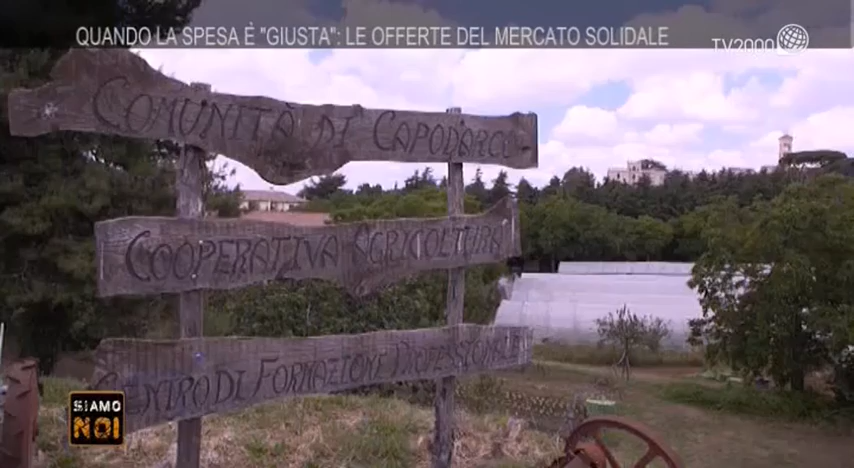 QUANDO LA SPESA È "GIUSTA": LE OFFERTE DEL MERCATO SOLIDALE
TV2000
COMUNITÀ DI CAPODARCO
COOPERATIVA AGRICOLTURA
CENTRO DI FORMAZIONE PROFESSIONALE
SIAMO
NOI